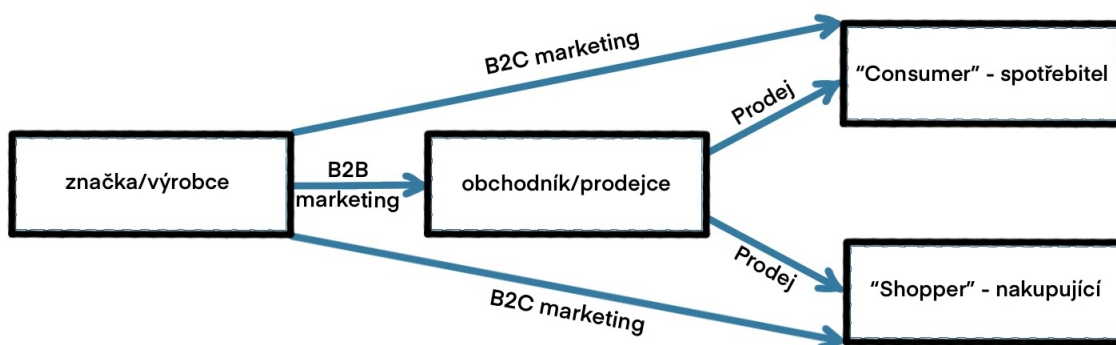 B2C marketing
“Consumer” - spotřebitel
Prodej
značka/výrobce
B2B
marketing
obchodník/prodejce
Prodej
“Shopper” - nakupující
B2C marketing